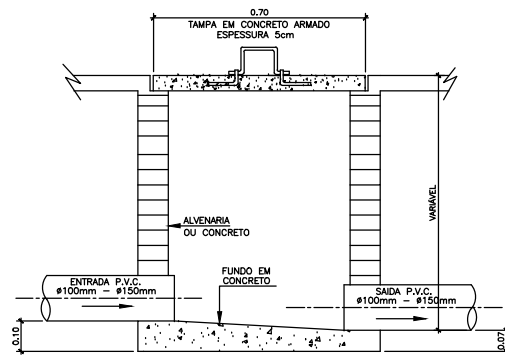 0.70
TAMPA EM CONCRETO ARMADO
ESPESSURA 5cm
ALVENARIA
OU CONCRETO
VARIÁVEL
FUNDO EM
CONCRETO
ENTRADA P.V.C.
ø100mm - ø150mm
SAIDA P.V.C.
ø100mm - ø150mm
0.10
0.07